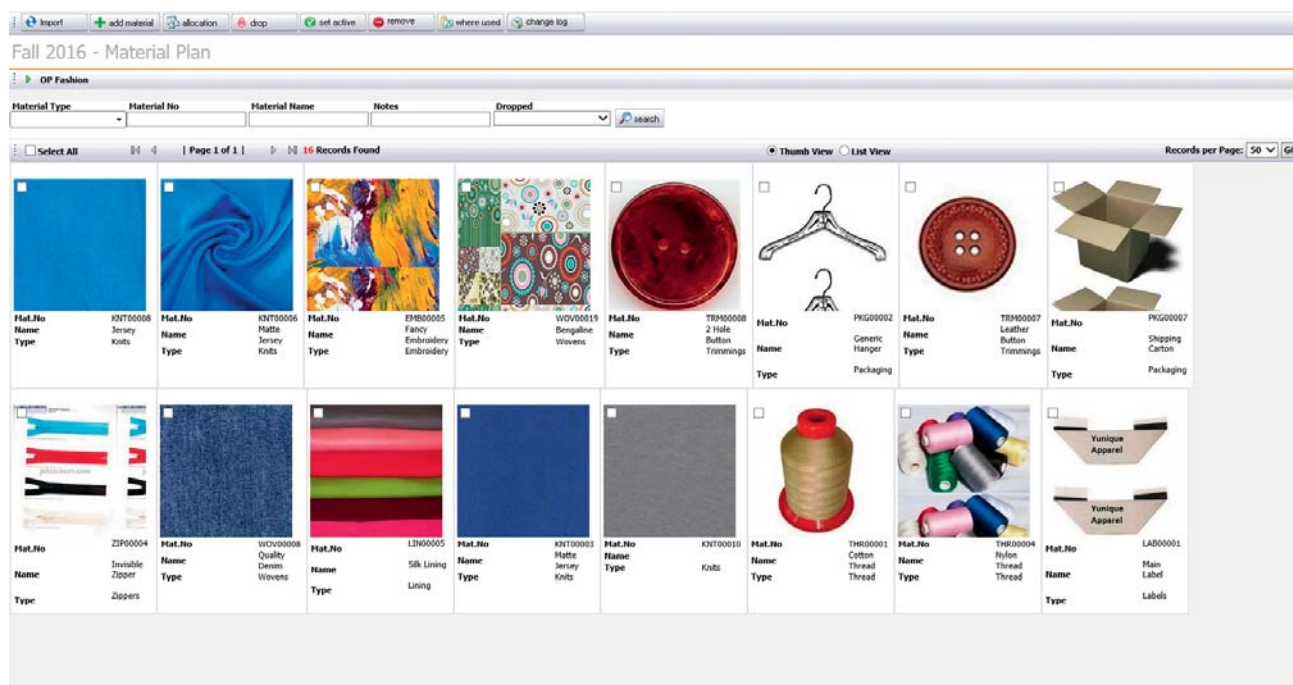 Import add material allocation drop set active remove where used change log
Fall 2016 - Material Plan
OP Fashion
Material Type Material No Material Name Notes Dropped
search
Select All | Page 1 of 1 | 16 Records Found Thumb View List View Records per Page: 50 GO
Mat.No KNT00008
Name Jersey
Type Knits
Mat.No KNT00006
Name Matte
Jersey
Type Knits
Mat.No EMB00005
Name Fancy
Embroidery
Type Embroidery
Mat.No WOV00019
Name Bengaline
Type Wovens
Mat.No TRM00008
Name 2 Hole
Button
Type Trimmings
Mat.No PKG00002
Name Generic
Hanger
Type Packaging
Mat.No TRM00007
Name Leather
Button
Type Trimmings
Mat.No PKG00007
Name Shipping
Carton
Type Packaging
Mat.No ZIP00004
Name Invisible
Zipper
Type Zippers
Mat.No WOV00008
Name Quality
Denim
Type Wovens
Mat.No LIN00005
Name Silk Lining
Type Lining
Mat.No KNT00003
Name Matte
Jersey
Type Knits
Mat.No KNT00010
Name
Type Knits
Mat.No THR00001
Name Cotton
Thread
Type Thread
Mat.No THR00004
Name Nylon
Thread
Type Thread
Yunique
Apparel
Yunique
Apparel
Mat.No LAB00001
Name Main
Label
Type Labels